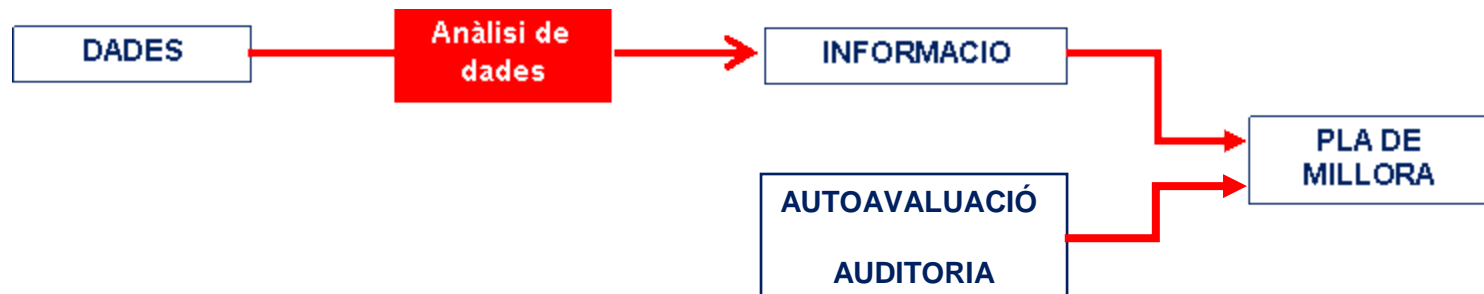 DADES
Anàlisi de
dades
INFORMACIO
PLA DE
MILLORA
AUTOAVALUACIÓ
AUDITORIA